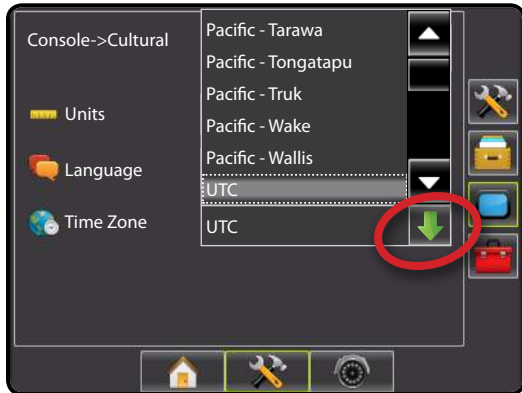 Console->Cultural
Units
Language
Time Zone
Pacific - Tarawa
Pacific - Tongatapu
Pacific - Truk
Pacific - Wake
Pacific - Wallis
UTC
UTC